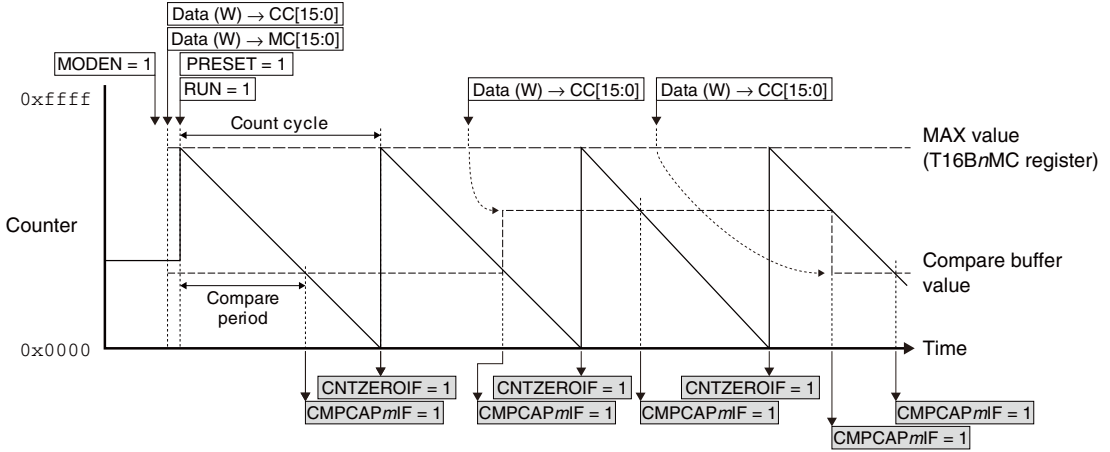 Data (W) → CC[15:0]
Data (W) → MC[15:0]
MODEN = 1
PRESET = 1
RUN = 1
Data (W) → CC[15:0]
Data (W) → CC[15:0]
0xffff
Count cycle
MAX value
(T16BnMC register)
Counter
Compare
period
Compare buffer
value
0x0000
Time
CNTZEROIF = 1
CNTZEROIF = 1
CNTZEROIF = 1
CMPCAPmIF = 1
CMPCAPmIF = 1
CMPCAPmIF = 1
CMPCAPmIF = 1
CMPCAPmIF = 1